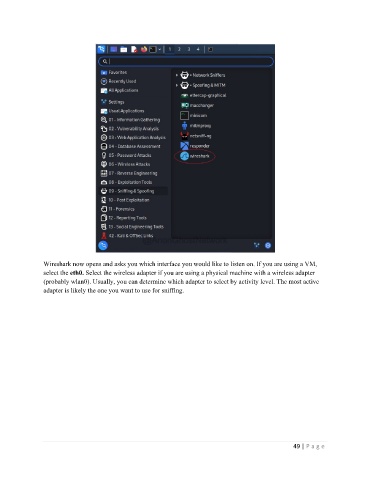 1 2 3 4
Favorites
Recently Used
All Applications
Settings
Usual Applications
01 - Information Gathering
02 - Vulnerability Analysis
03 - Web Application Analysis
04 - Database Assessment
05 - Password Attacks
06 - Wireless Attacks
07 - Reverse Engineering
08 - Exploitation Tools
09 - Sniffing & Spoofing
10 - Post Exploitation
11 - Forensics
12 - Reporting Tools
13 - Social Engineering Tools
42 - Kali & OffSec Links
• Network Sniffers
• Spoofing & MITM
ettercap-graphical
macchanger
minicom
mitmproxy
netsniff-ng
responder
wireshark
Wireshark now opens and asks you which interface you would like to listen on. If you are using a VM,
select the eth0. Select the wireless adapter if you are using a physical machine with a wireless adapter
(probably wlan0). Usually, you can determine which adapter to select by activity level. The most active
adapter is likely the one you want to use for sniffing.
49 | Page